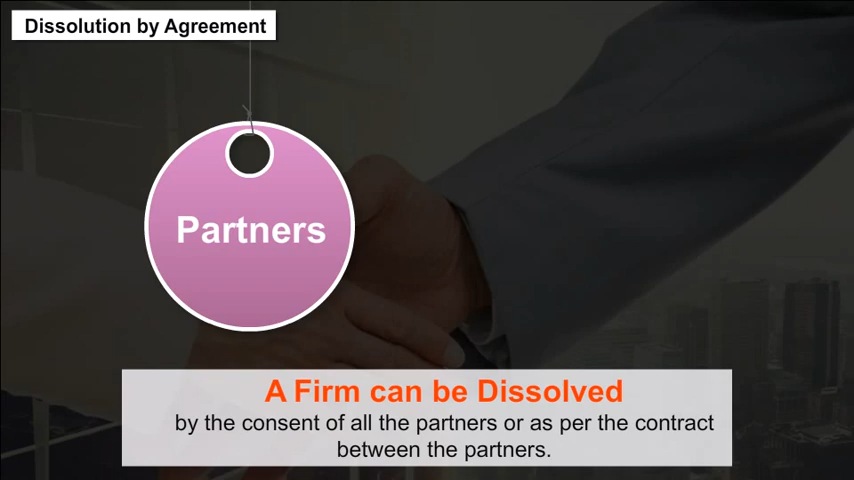 Dissolution by Agreement
Partners
A Firm can be Dissolved
by the consent of all the partners or as per the contract
between the partners.